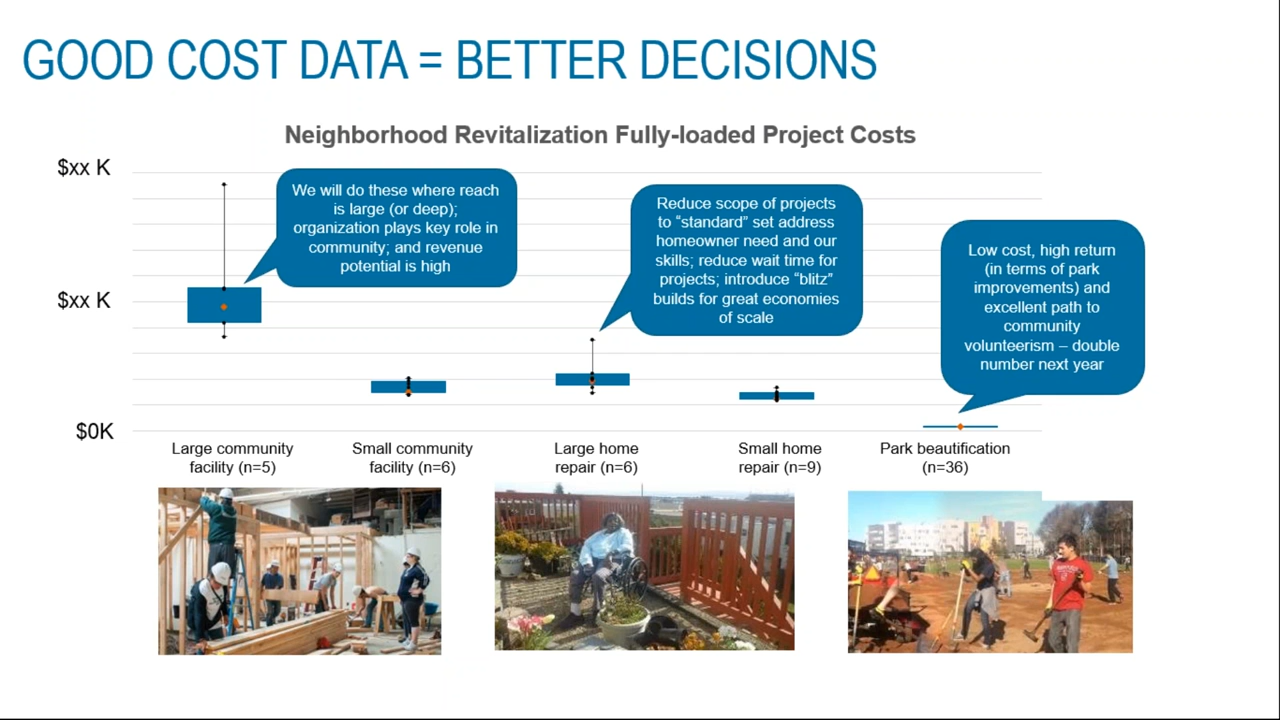 GOOD COST DATA = BETTER DECISIONS
Neighborhood Revitalization Fully-loaded Project Costs
$xx K
$xx K
$0K
We will do these where reach
is large (or deep);
organization plays key role in
community; and revenue
potential is high
Reduce scope of projects
to “standard” set address
homeowner need and our
skills; reduce wait time for
projects; introduce “blitz”
builds for great economies
of scale
Low cost, high return
(in terms of park
improvements) and
excellent path to
community
volunteerism – double
number next year
Large community
facility (n=5)
Small community
facility (n=6)
Large home
repair (n=6)
Small home
repair (n=9)
Park beautification
(n=36)